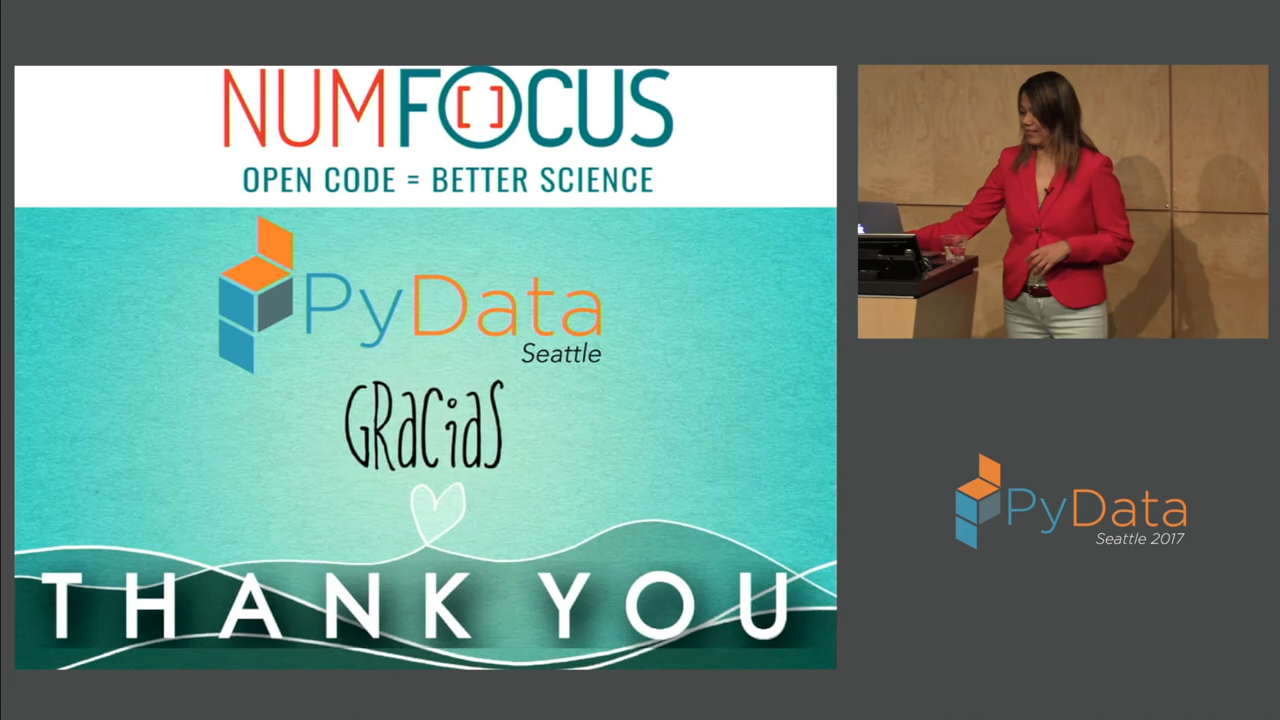 NUMFOCUS
OPEN CODE = BETTER SCIENCE
PyData
Seattle
GRaciaS
THANK YOU
PyData
Seattle 2017